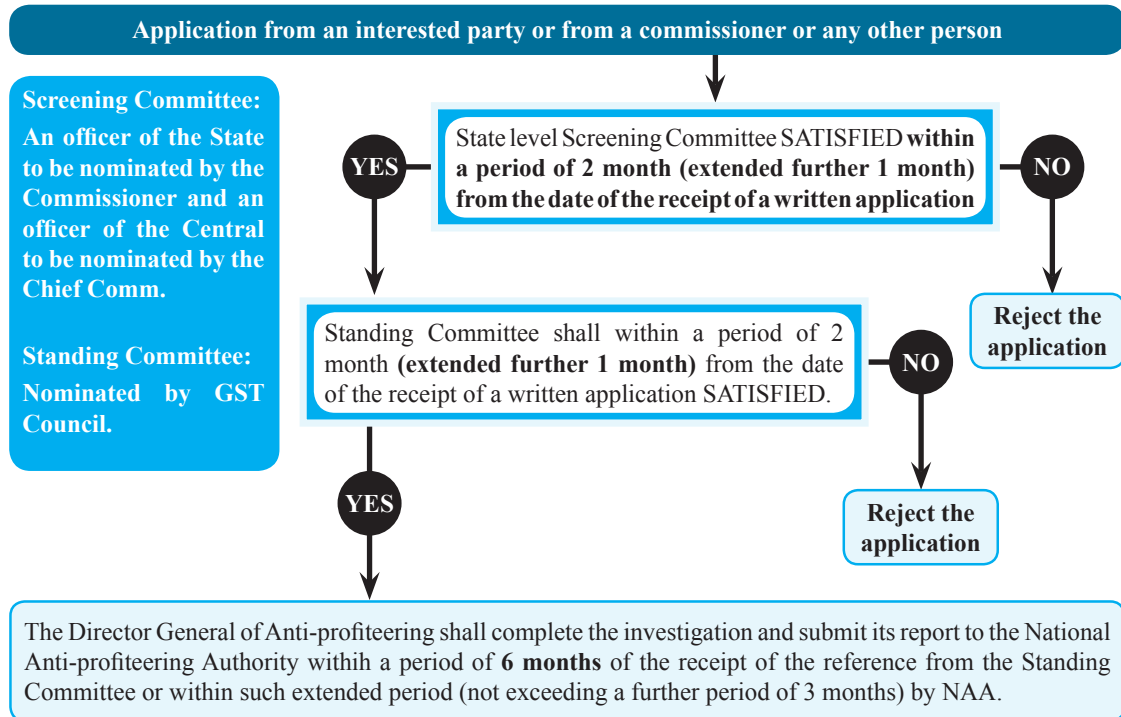 Application from an interested party or from a commissioner or any other person
Screening Committee:
An officer of the State
to be nominated by the
Commissioner and an
officer of the Central
to be nominated by the
Chief Comm.
Standing Committee:
Nominated by GST
Council.
State level Screening Committee SATISFIED within
a period of 2 month (extended further 1 month)
from the date of the receipt of a written application
YES
NO
Reject the
application
Standing Committee shall within a period of 2
month (extended further 1 month) from the date
of the receipt of a written application SATISFIED.
NO
Reject the
application
YES
The Director General of Anti-profiteering shall complete the investigation and submit its report to the National
Anti-profiteering Authority withih a period of 6 months of the receipt of the reference from the Standing
Committee or within such extended period (not exceeding a further period of 3 months) by NAA.